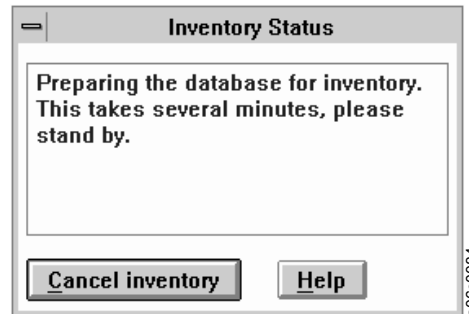 Inventory Status
Preparing the database for inventory.
This takes several minutes, please
stand by.
Cancel inventory
Help